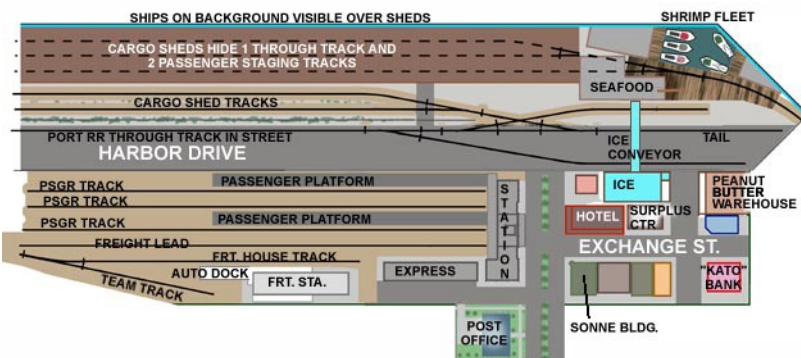 SHIPS ON BACKGROUND VISIBLE OVER SHEDS
SHRIMP FLEET
CARGO SHEDS HIDE 1 THROUGH TRACK AND
2 PASSENGER STAGING TRACKS
SEAFOOD
CARGO SHED TRACKS
PORT RR THROUGH TRACK IN STREET
TAIL
HARBOR DRIVE
ICE
CONVEYOR
PSGR TRACK
PASSENGER PLATFORM
PSGR TRACK
PSGR TRACK
PASSENGER PLATFORM
STATION
ICE
PEANUT
BUTTER
WAREHOUSE
HOTEL
SURPLUS
CTR
FREIGHT LEAD
EXCHANGE ST.
FRT. HOUSE TRACK
AUTO DOCK
FRT. STA.
EXPRESS
TEAM TRACK
"KATO"
BANK
SONNE BLDG.
POST
OFFICE